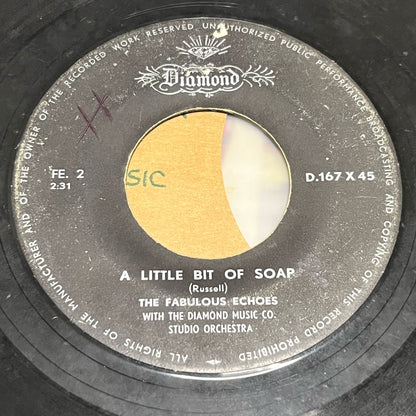 ALL RIGHTS OF THE MANUFACTURER AND OF THE OWNER OF THE RECORDED WORK RESERVED UNAUTHORIZED PUBLIC PERFORMANCE BROADCASTING AND COPYING OF THIS RECORD PROHIBITED
Diamond
H
FE. 2
2:31
SIC
D.167 X 45
A LITTLE BIT OF SOAP
(Russell)
THE FABULOUS ECHOES
WITH THE DIAMOND MUSIC CO.
STUDIO ORCHESTRA